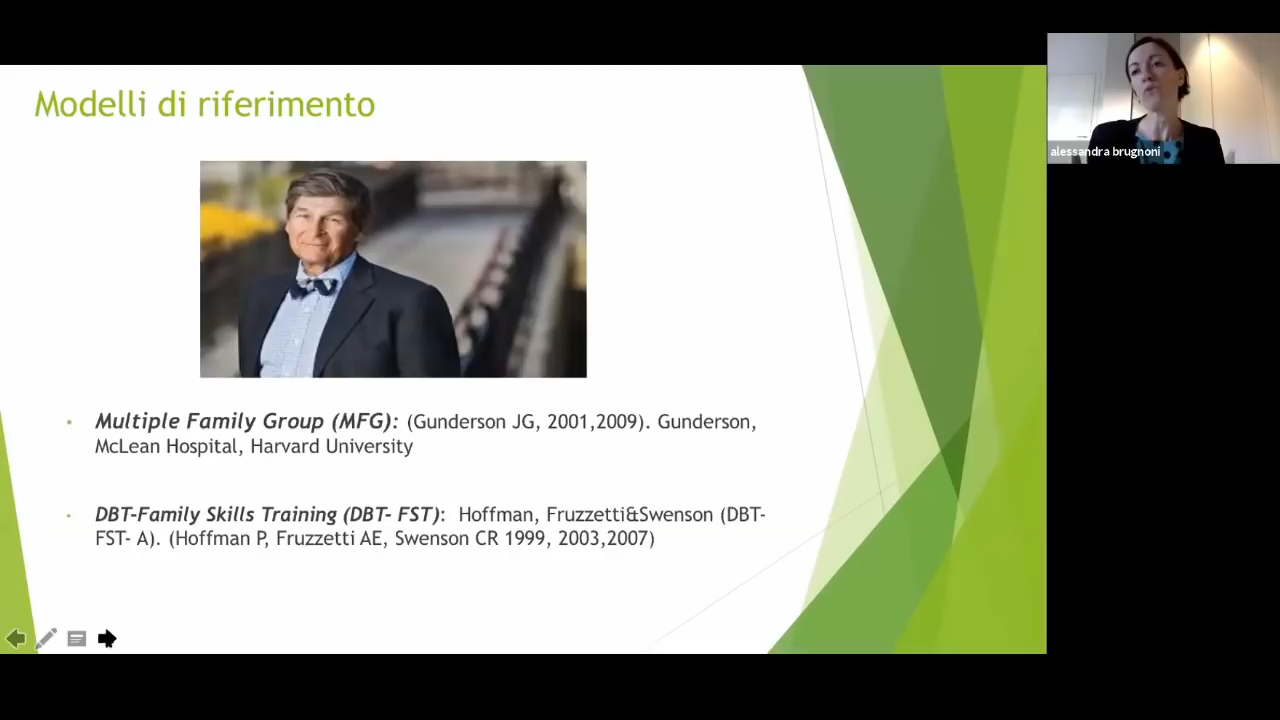 Modelli di riferimento
alessandra brugnoni
• Multiple Family Group (MFG): (Gunderson JG, 2001,2009). Gunderson,
McLean Hospital, Harvard University
• DBT-Family Skills Training (DBT- FST): Hoffman, Fruzzetti&Swenson (DBT-
FST- A). (Hoffman P, Fruzzetti AE, Swenson CR 1999, 2003,2007)